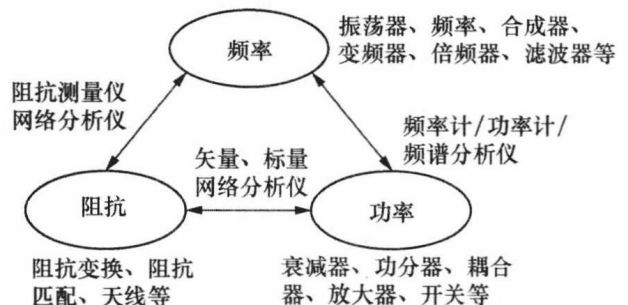 振荡器、频率、合成器、
变频器、倍频器、滤波器等
频率
阻抗测量仪
网络分析仪
频率计/功率计/
频谱分析仪
矢量、标量
网络分析仪
阻抗
功率
阻抗变换、阻抗
匹配、天线等
衰减器、功分器、耦合
器、放大器、开关等